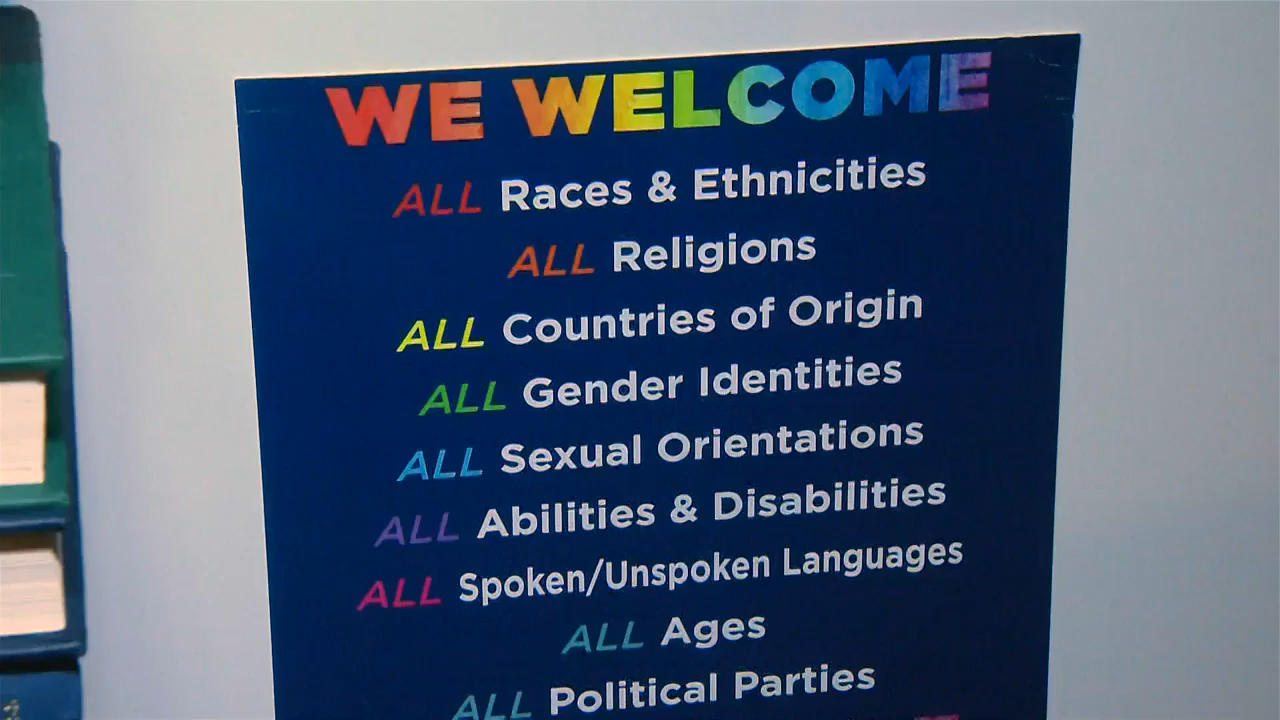 WE WELCOME
ALL Races & Ethnicities
ALL Religions
ALL Countries of Origin
ALL Gender Identities
ALL Sexual Orientations
ALL Abilities & Disabilities
ALL Spoken/Unspoken Languages
ALL Ages
ALL Political Parties